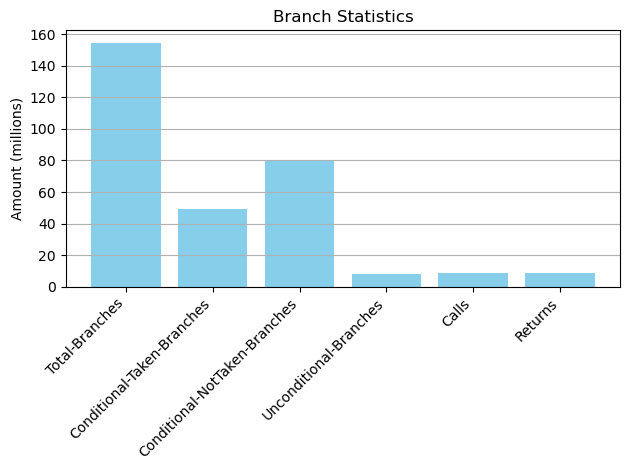 Branch Statistics
Amount (millions)
160
140
120
100
80
60
40
20
0
Total-Branches
Conditional-Taken-Branches
Conditional-NotTaken-Branches
Unconditional-Branches
Calls
Returns